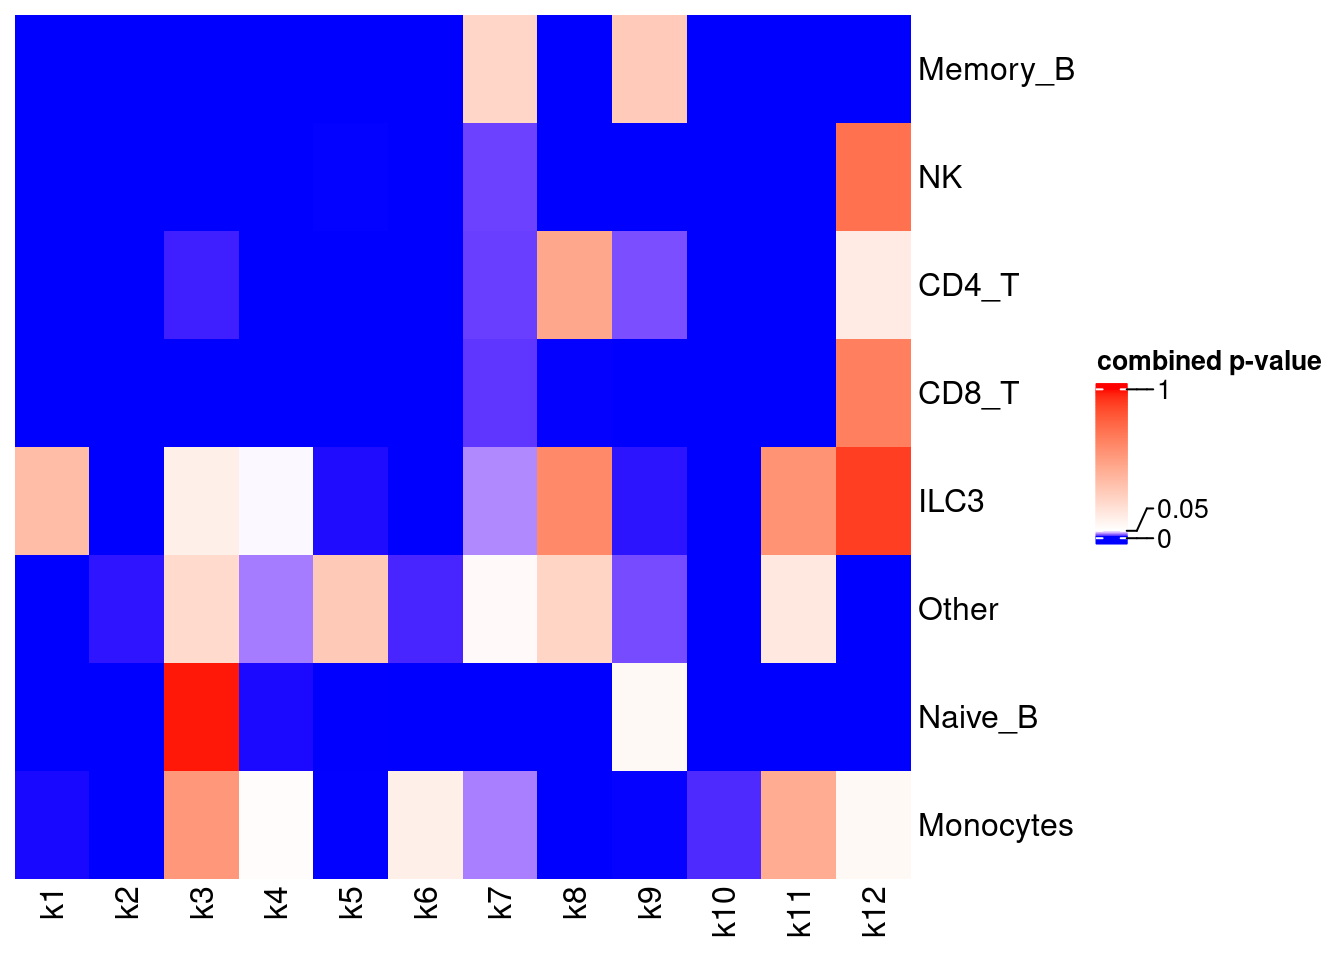 Memory_B
NK
CD4_T
CD8_T
ILC3
Other
Naive_B
Monocytes
k1 k2 k3 k4 k5 k6 k7 k8 k9 k10 k11 k12
combined p-value
1
0.05
0